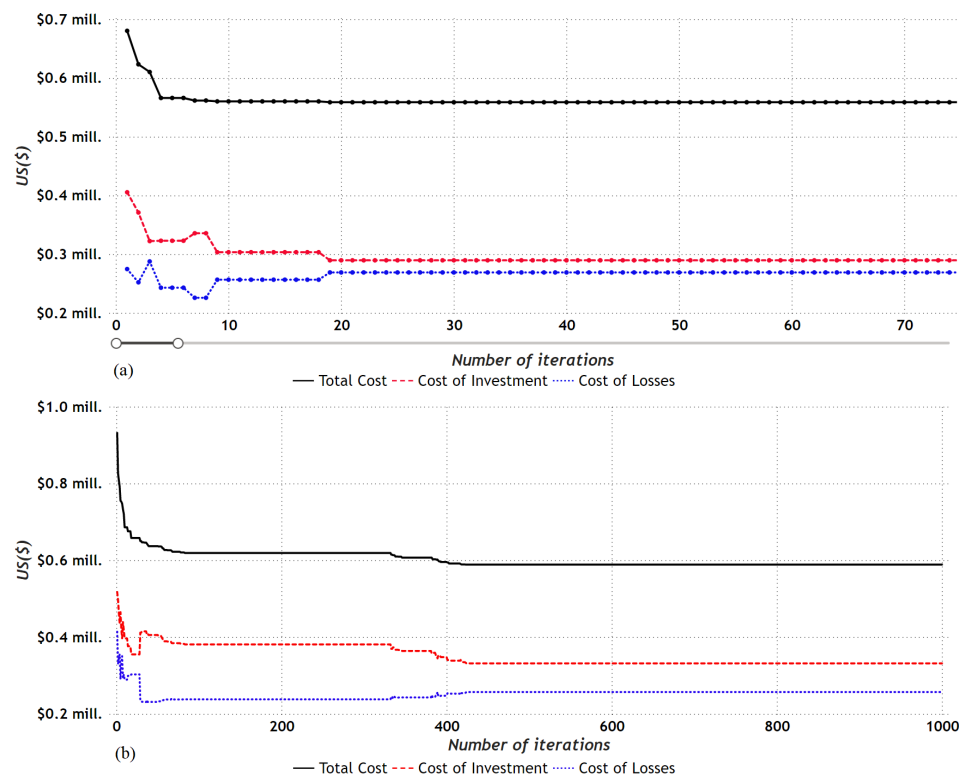 $0.7 mill.
$0.6 mill.
$0.5 mill.
$0.4 mill.
$0.3 mill.
$0.2 mill.
US($)
0 10 20 30 40 50 60 70
Number of iterations
(a)
Total Cost Cost of Investment Cost of Losses
$1.0 mill.
$0.8 mill.
$0.6 mill.
$0.4 mill.
$0.2 mill.
US($)
0 200 400 600 800 1000
Number of iterations
(b)
Total Cost Cost of Investment Cost of Losses